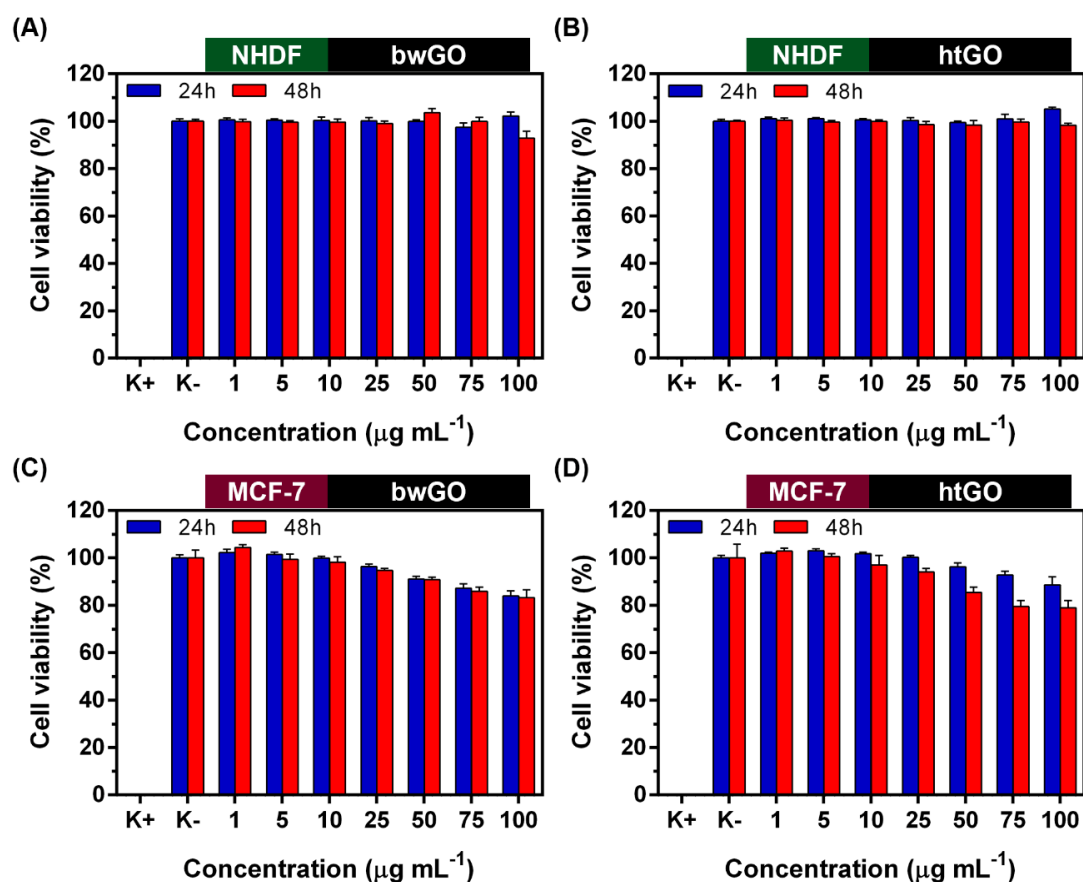 (A)
NHDF bwGO
24h 48h
Cell viability (%)
120
100
80
60
40
20
0
K+ K- 1 5 10 25 50 75 100
Concentration (μg mL⁻¹)
(B)
NHDF htGO
24h 48h
Cell viability (%)
120
100
80
60
40
20
0
K+ K- 1 5 10 25 50 75 100
Concentration (μg mL⁻¹)
(C)
MCF-7 bwGO
24h 48h
Cell viability (%)
120
100
80
60
40
20
0
K+ K- 1 5 10 25 50 75 100
Concentration (μg mL⁻¹)
(D)
MCF-7 htGO
24h 48h
Cell viability (%)
120
100
80
60
40
20
0
K+ K- 1 5 10 25 50 75 100
Concentration (μg mL⁻¹)